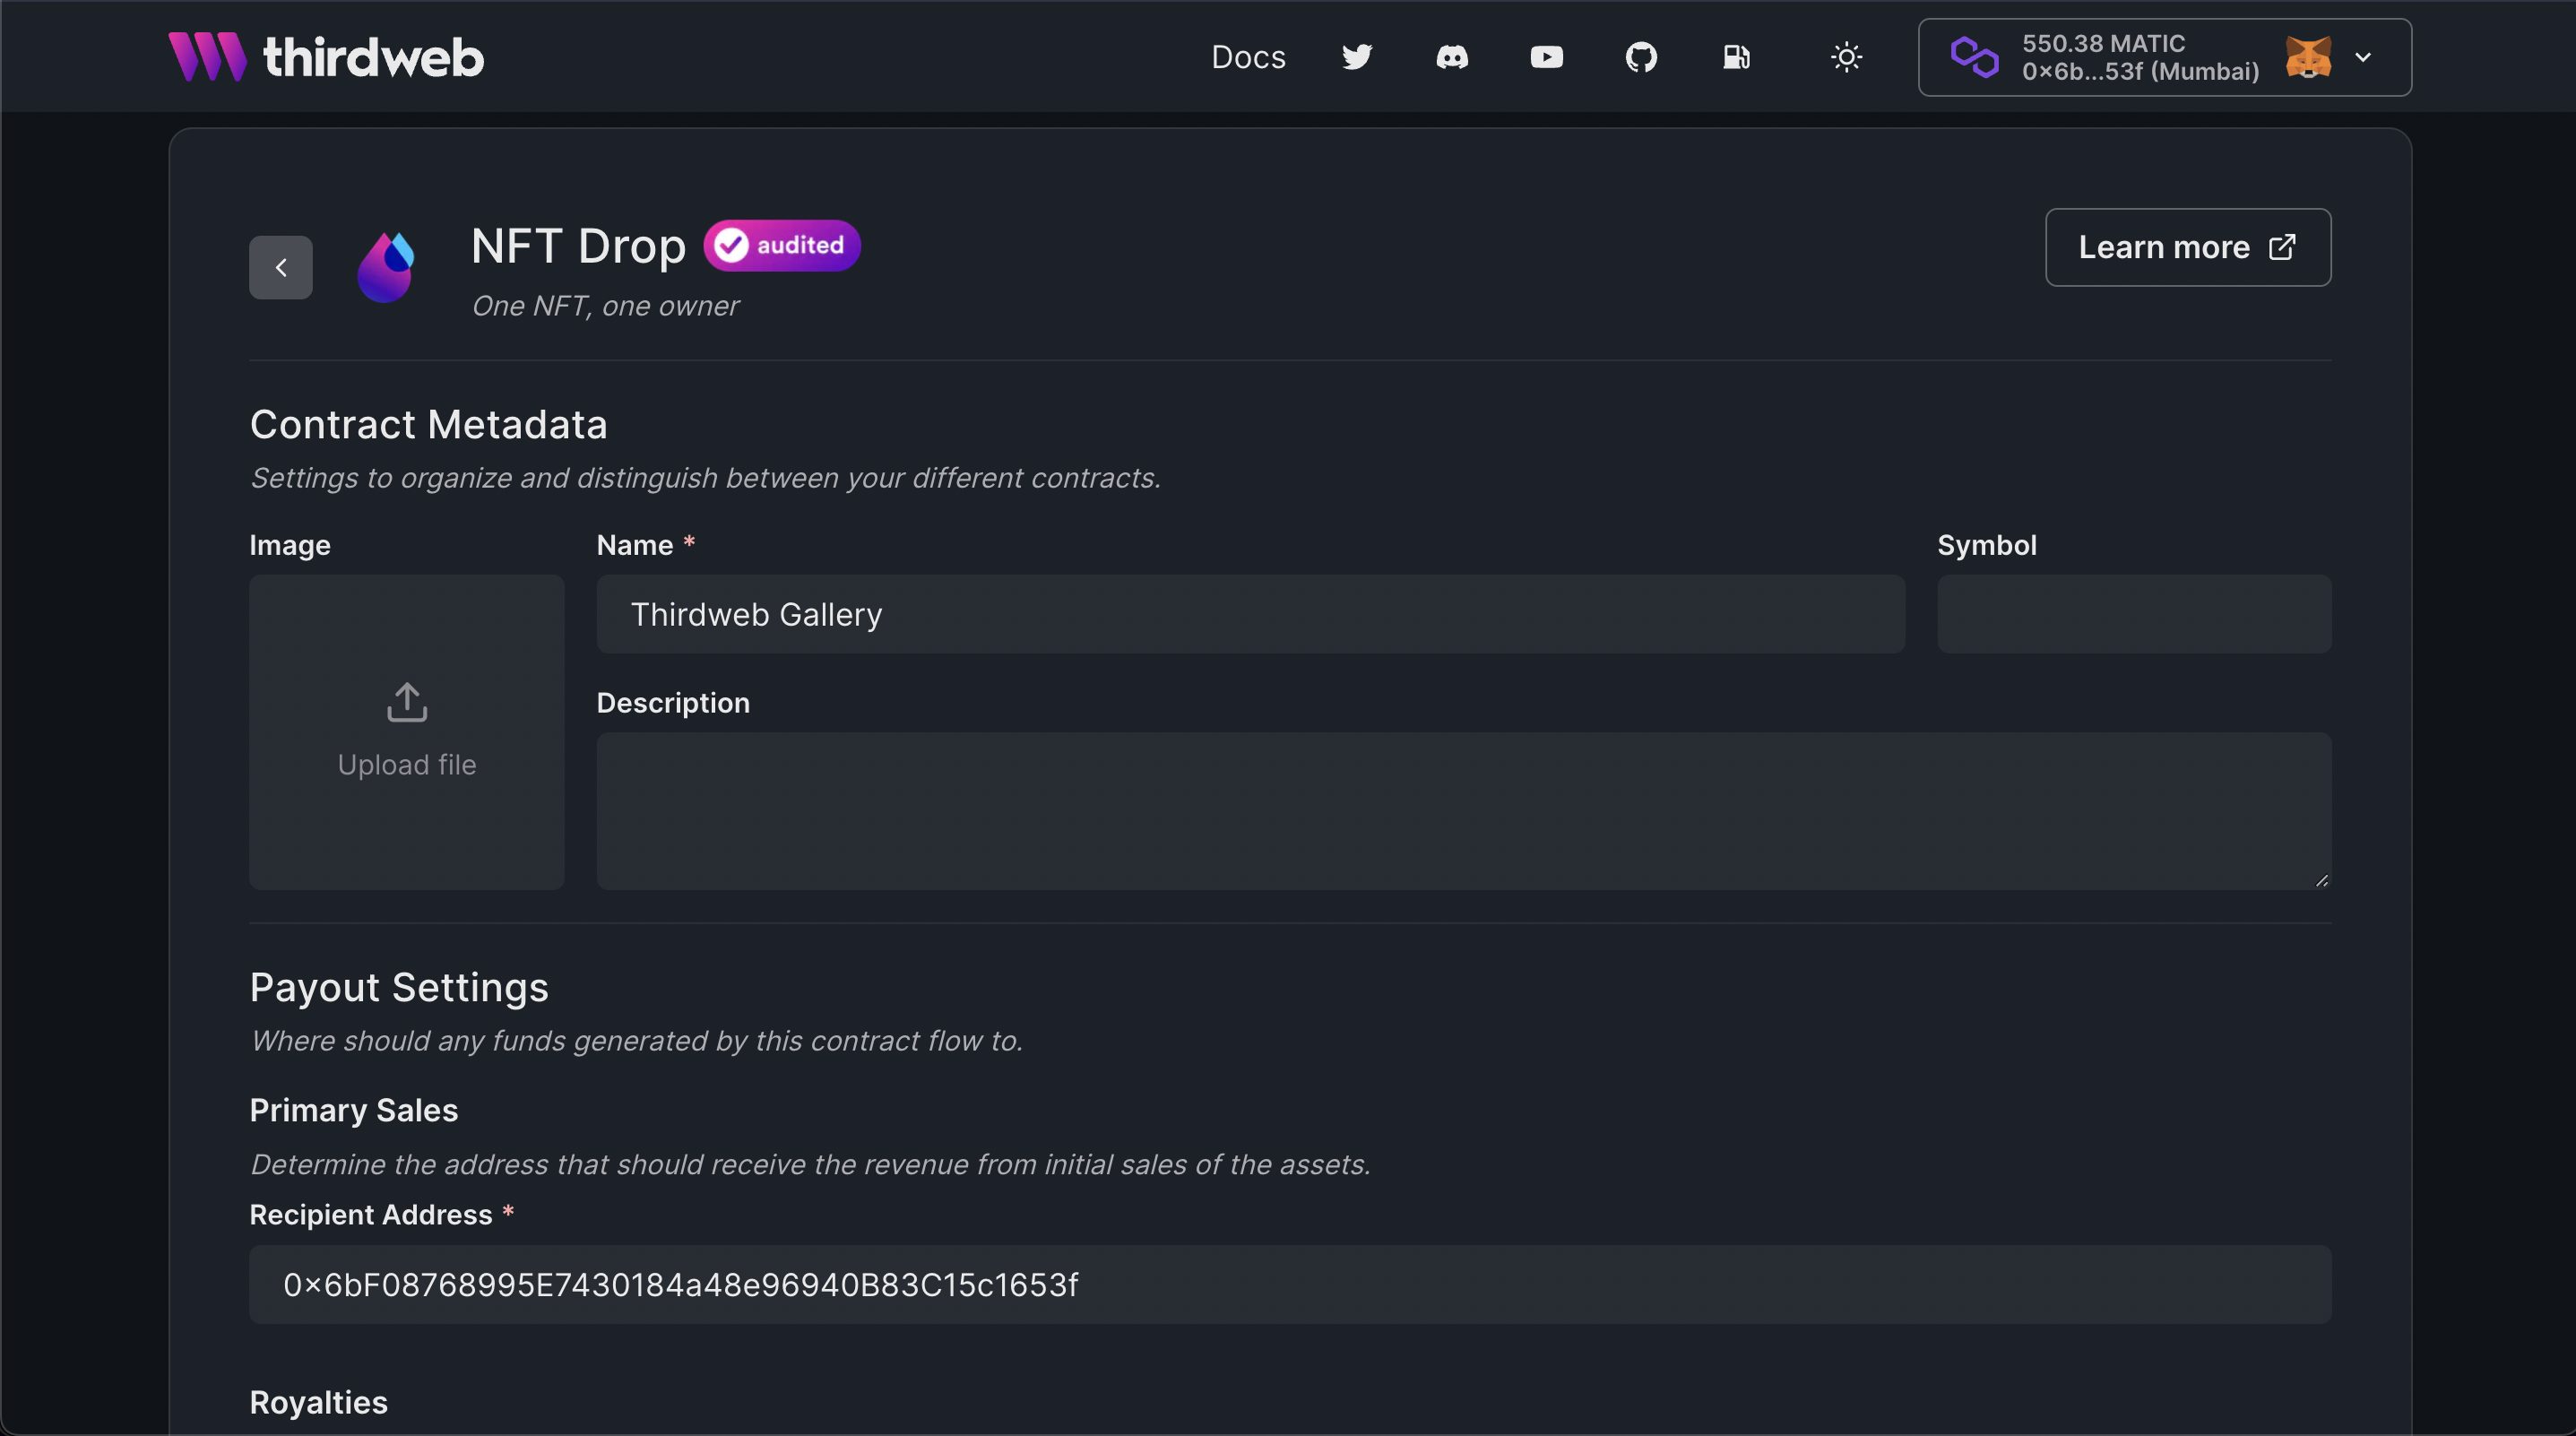 thirdweb
Docs
550.38 MATIC
0x6b...53f (Mumbai)
NFT Drop
audited
One NFT, one owner
Learn more
Contract Metadata
Settings to organize and distinguish between your different contracts.
Image
Name *
Symbol
Upload file
Thirdweb Gallery
Description
Payout Settings
Where should any funds generated by this contract flow to.
Primary Sales
Determine the address that should receive the revenue from initial sales of the assets.
Recipient Address *
0x6bF08768995E7430184a48e96940B83C15c1653f
Royalties